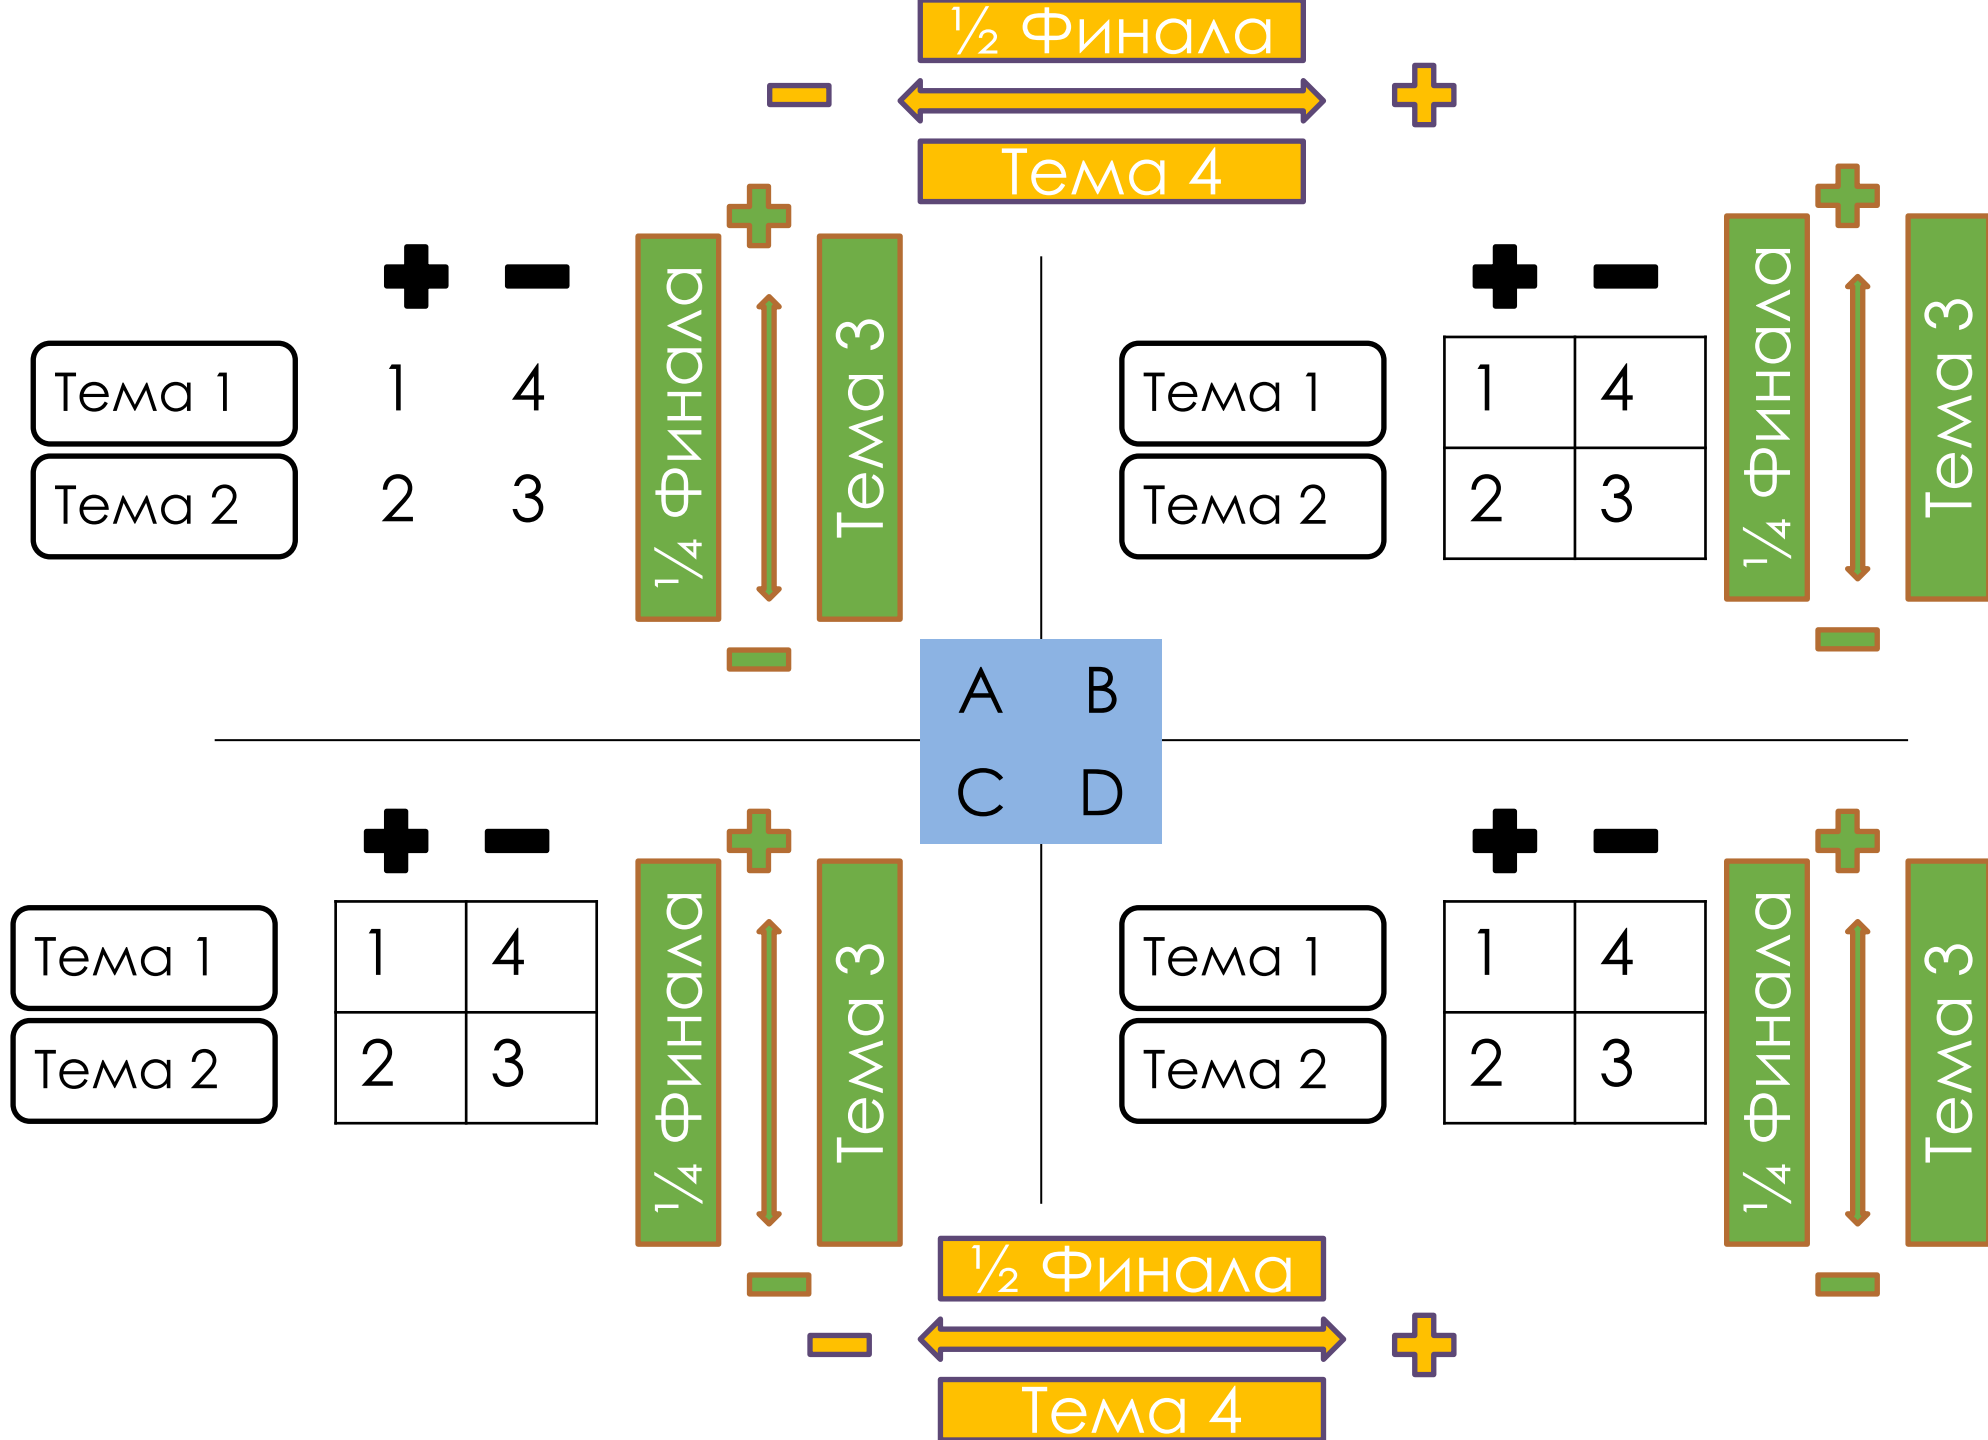 ½ Финала
Тема 4
Тема 1
1 4
Тема 2
2 3
¼ Финала
Тема 3
Тема 1
1 4
Тема 2
2 3
¼ Финала
Тема 3
A B
C D
Тема 1
1 4
Тема 2
2 3
¼ Финала
Тема 3
Тема 1
1 4
Тема 2
2 3
¼ Финала
Тема 3
½ Финала
Тема 4